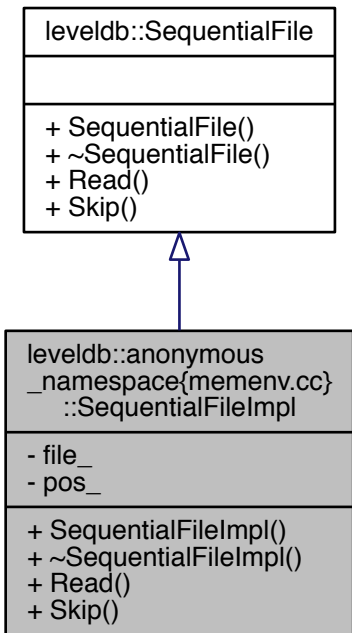 leveldb::SequentialFile
+ SequentialFile()
+ ~SequentialFile()
+ Read()
+ Skip()
leveldb::anonymous
_namespace{memenv.cc}
::SequentialFileImpl
- file_
- pos_
+ SequentialFileImpl()
+ ~SequentialFileImpl()
+ Read()
+ Skip()